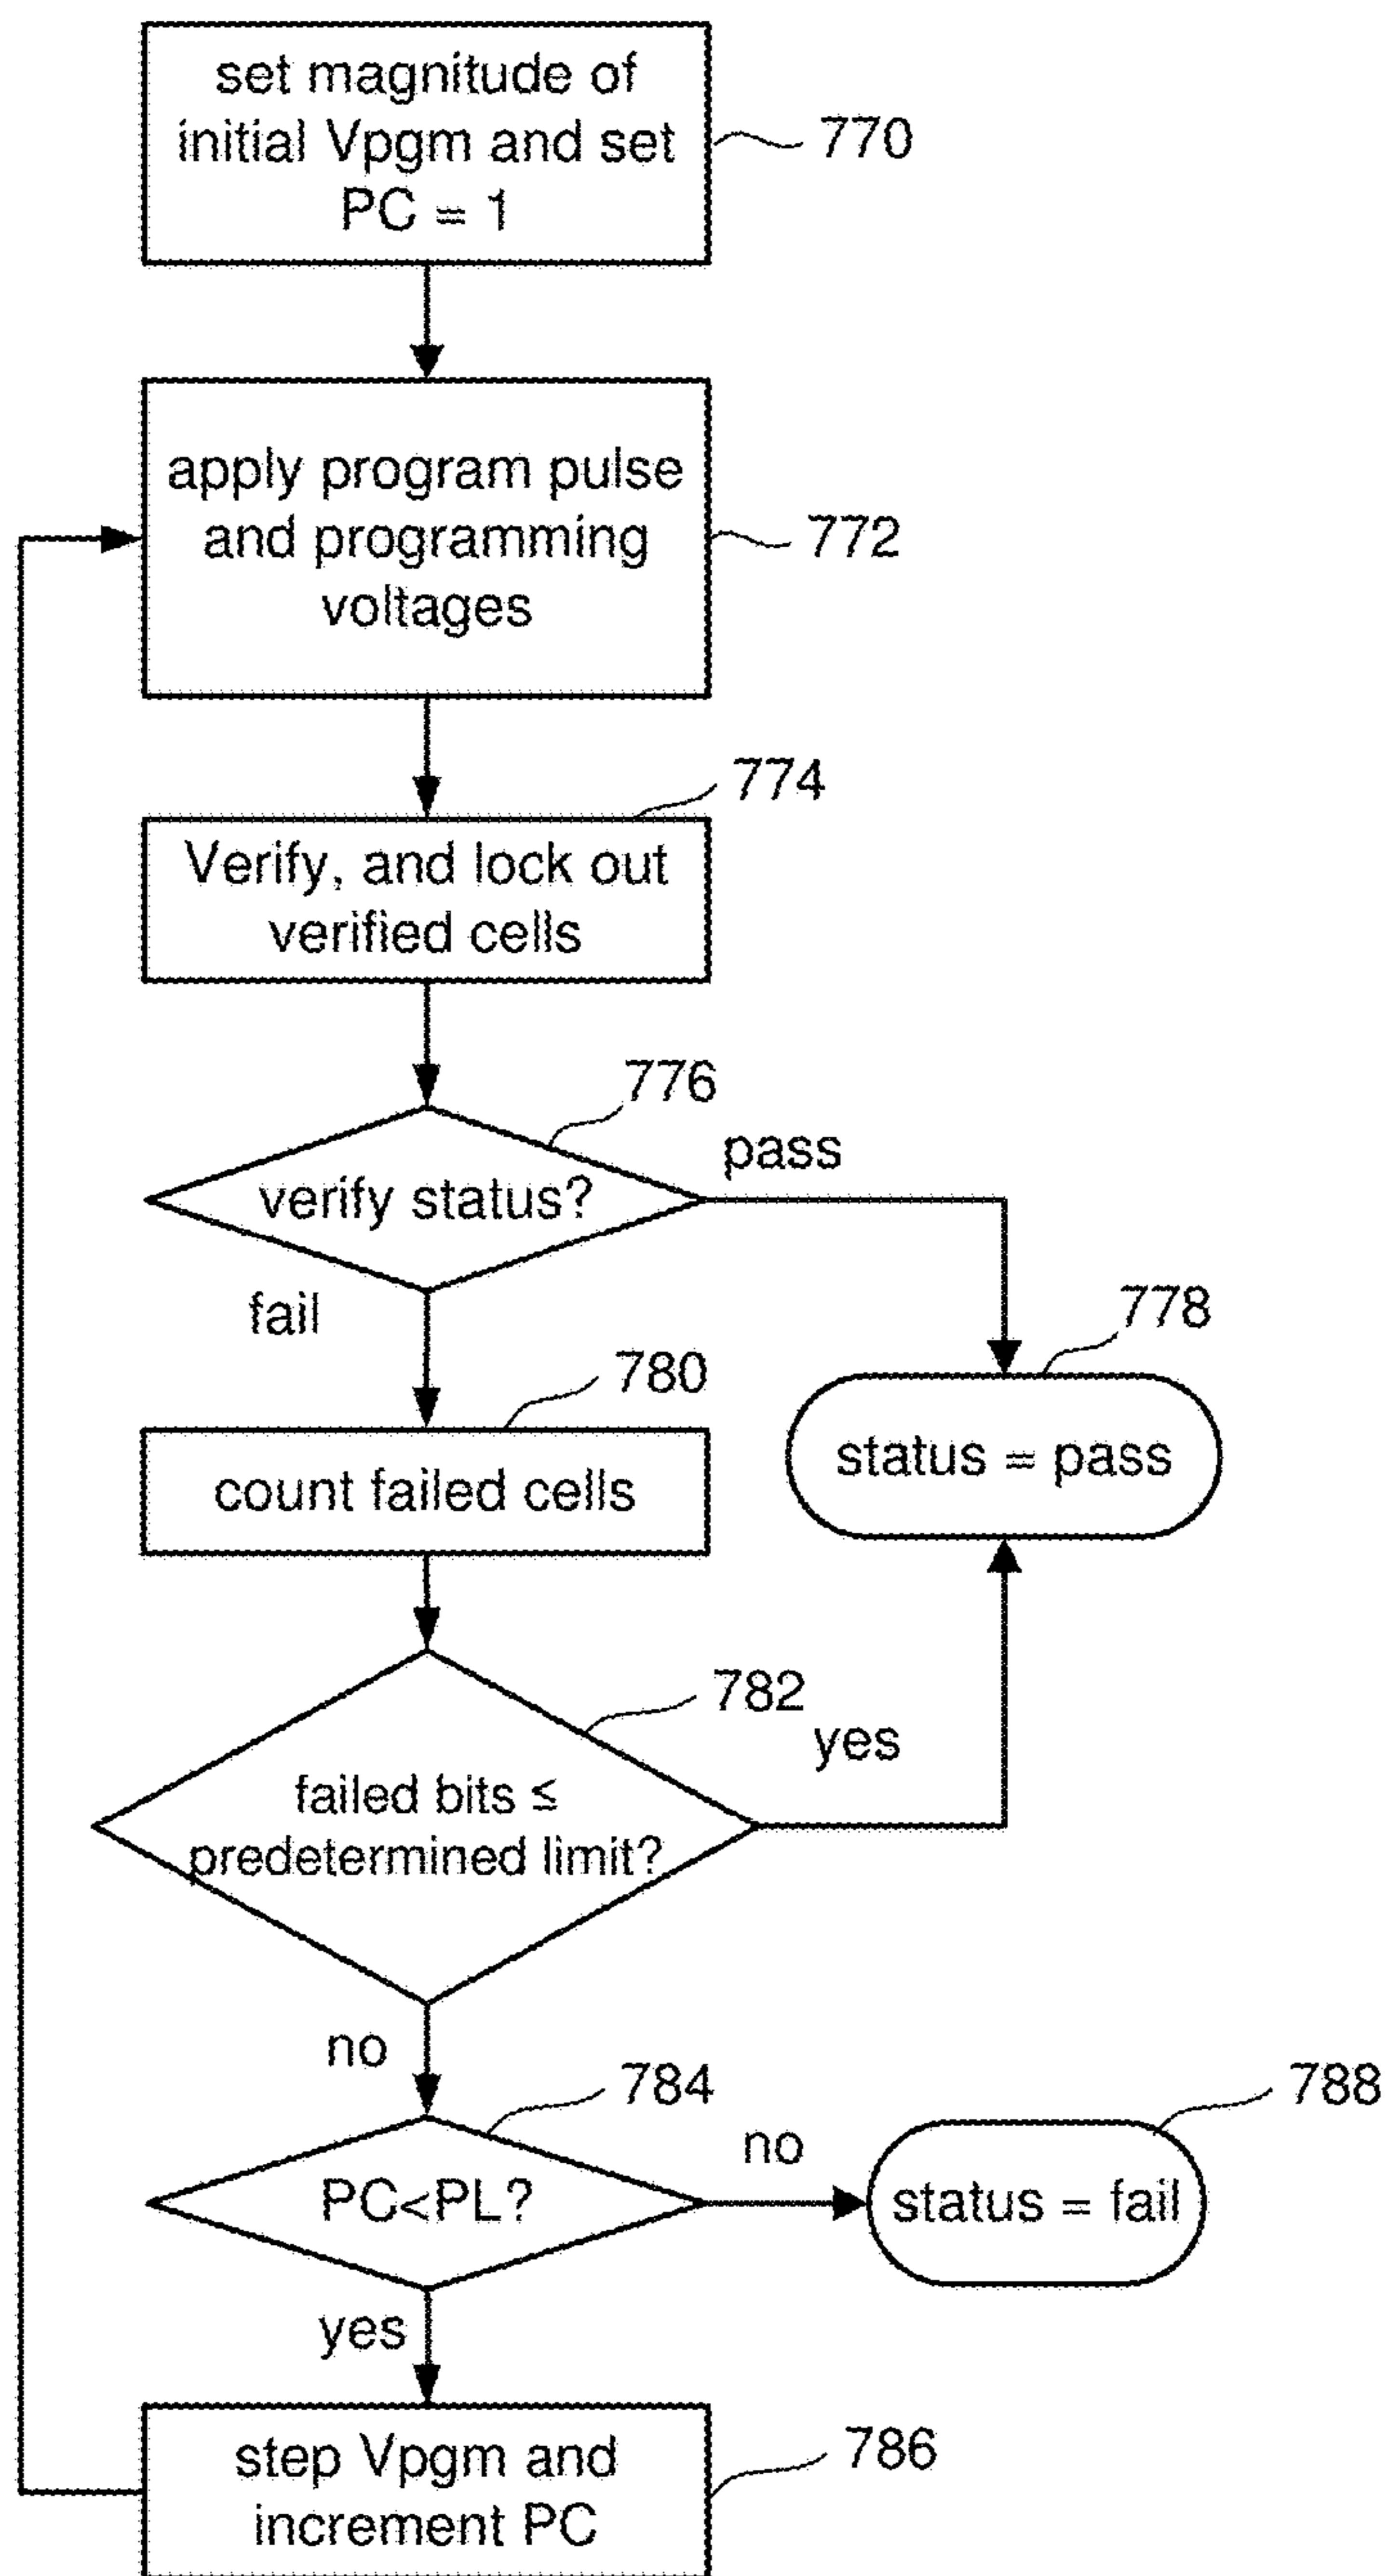 set magnitude of
initial Vpgm and set
PC = 1
770
apply program pulse
and programming
voltages
772
774
Verify, and lock out
verified cells
776
pass
verify status?
fail
778
status = pass
780
count failed cells
782
yes
failed bits ≤
predetermined limit?
no
784
788
no
PC<PL?
status = fail
yes
step Vpgm and
increment PC
786